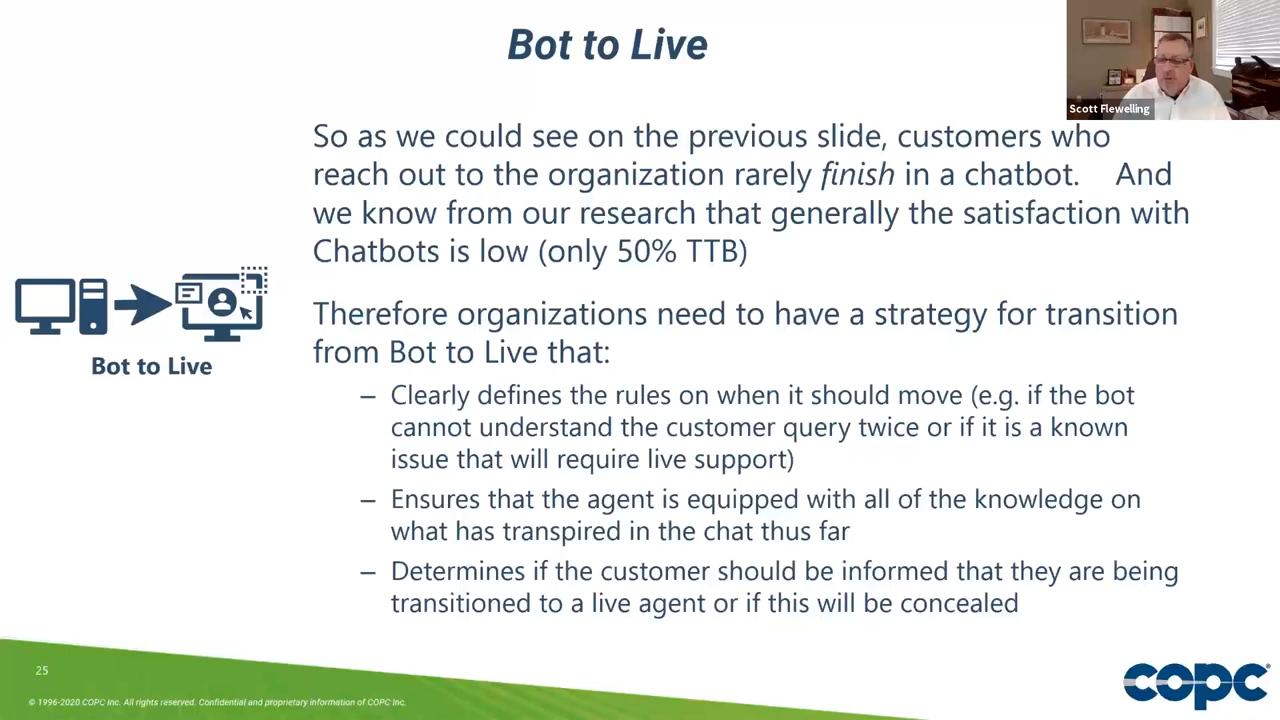 Bot to Live
Scott Flewelling
So as we could see on the previous slide, customers who
reach out to the organization rarely finish in a chatbot. And
we know from our research that generally the satisfaction with
Chatbots is low (only 50% TTB)
Bot to Live
Therefore organizations need to have a strategy for transition
from Bot to Live that:
– Clearly defines the rules on when it should move (e.g. if the bot
cannot understand the customer query twice or if it is a known
issue that will require live support)
– Ensures that the agent is equipped with all of the knowledge on
what has transpired in the chat thus far
– Determines if the customer should be informed that they are being
transitioned to a live agent or if this will be concealed
25
© 1996-2020 COPC Inc. All rights reserved. Confidential and proprietary information of COPC Inc.
copc®